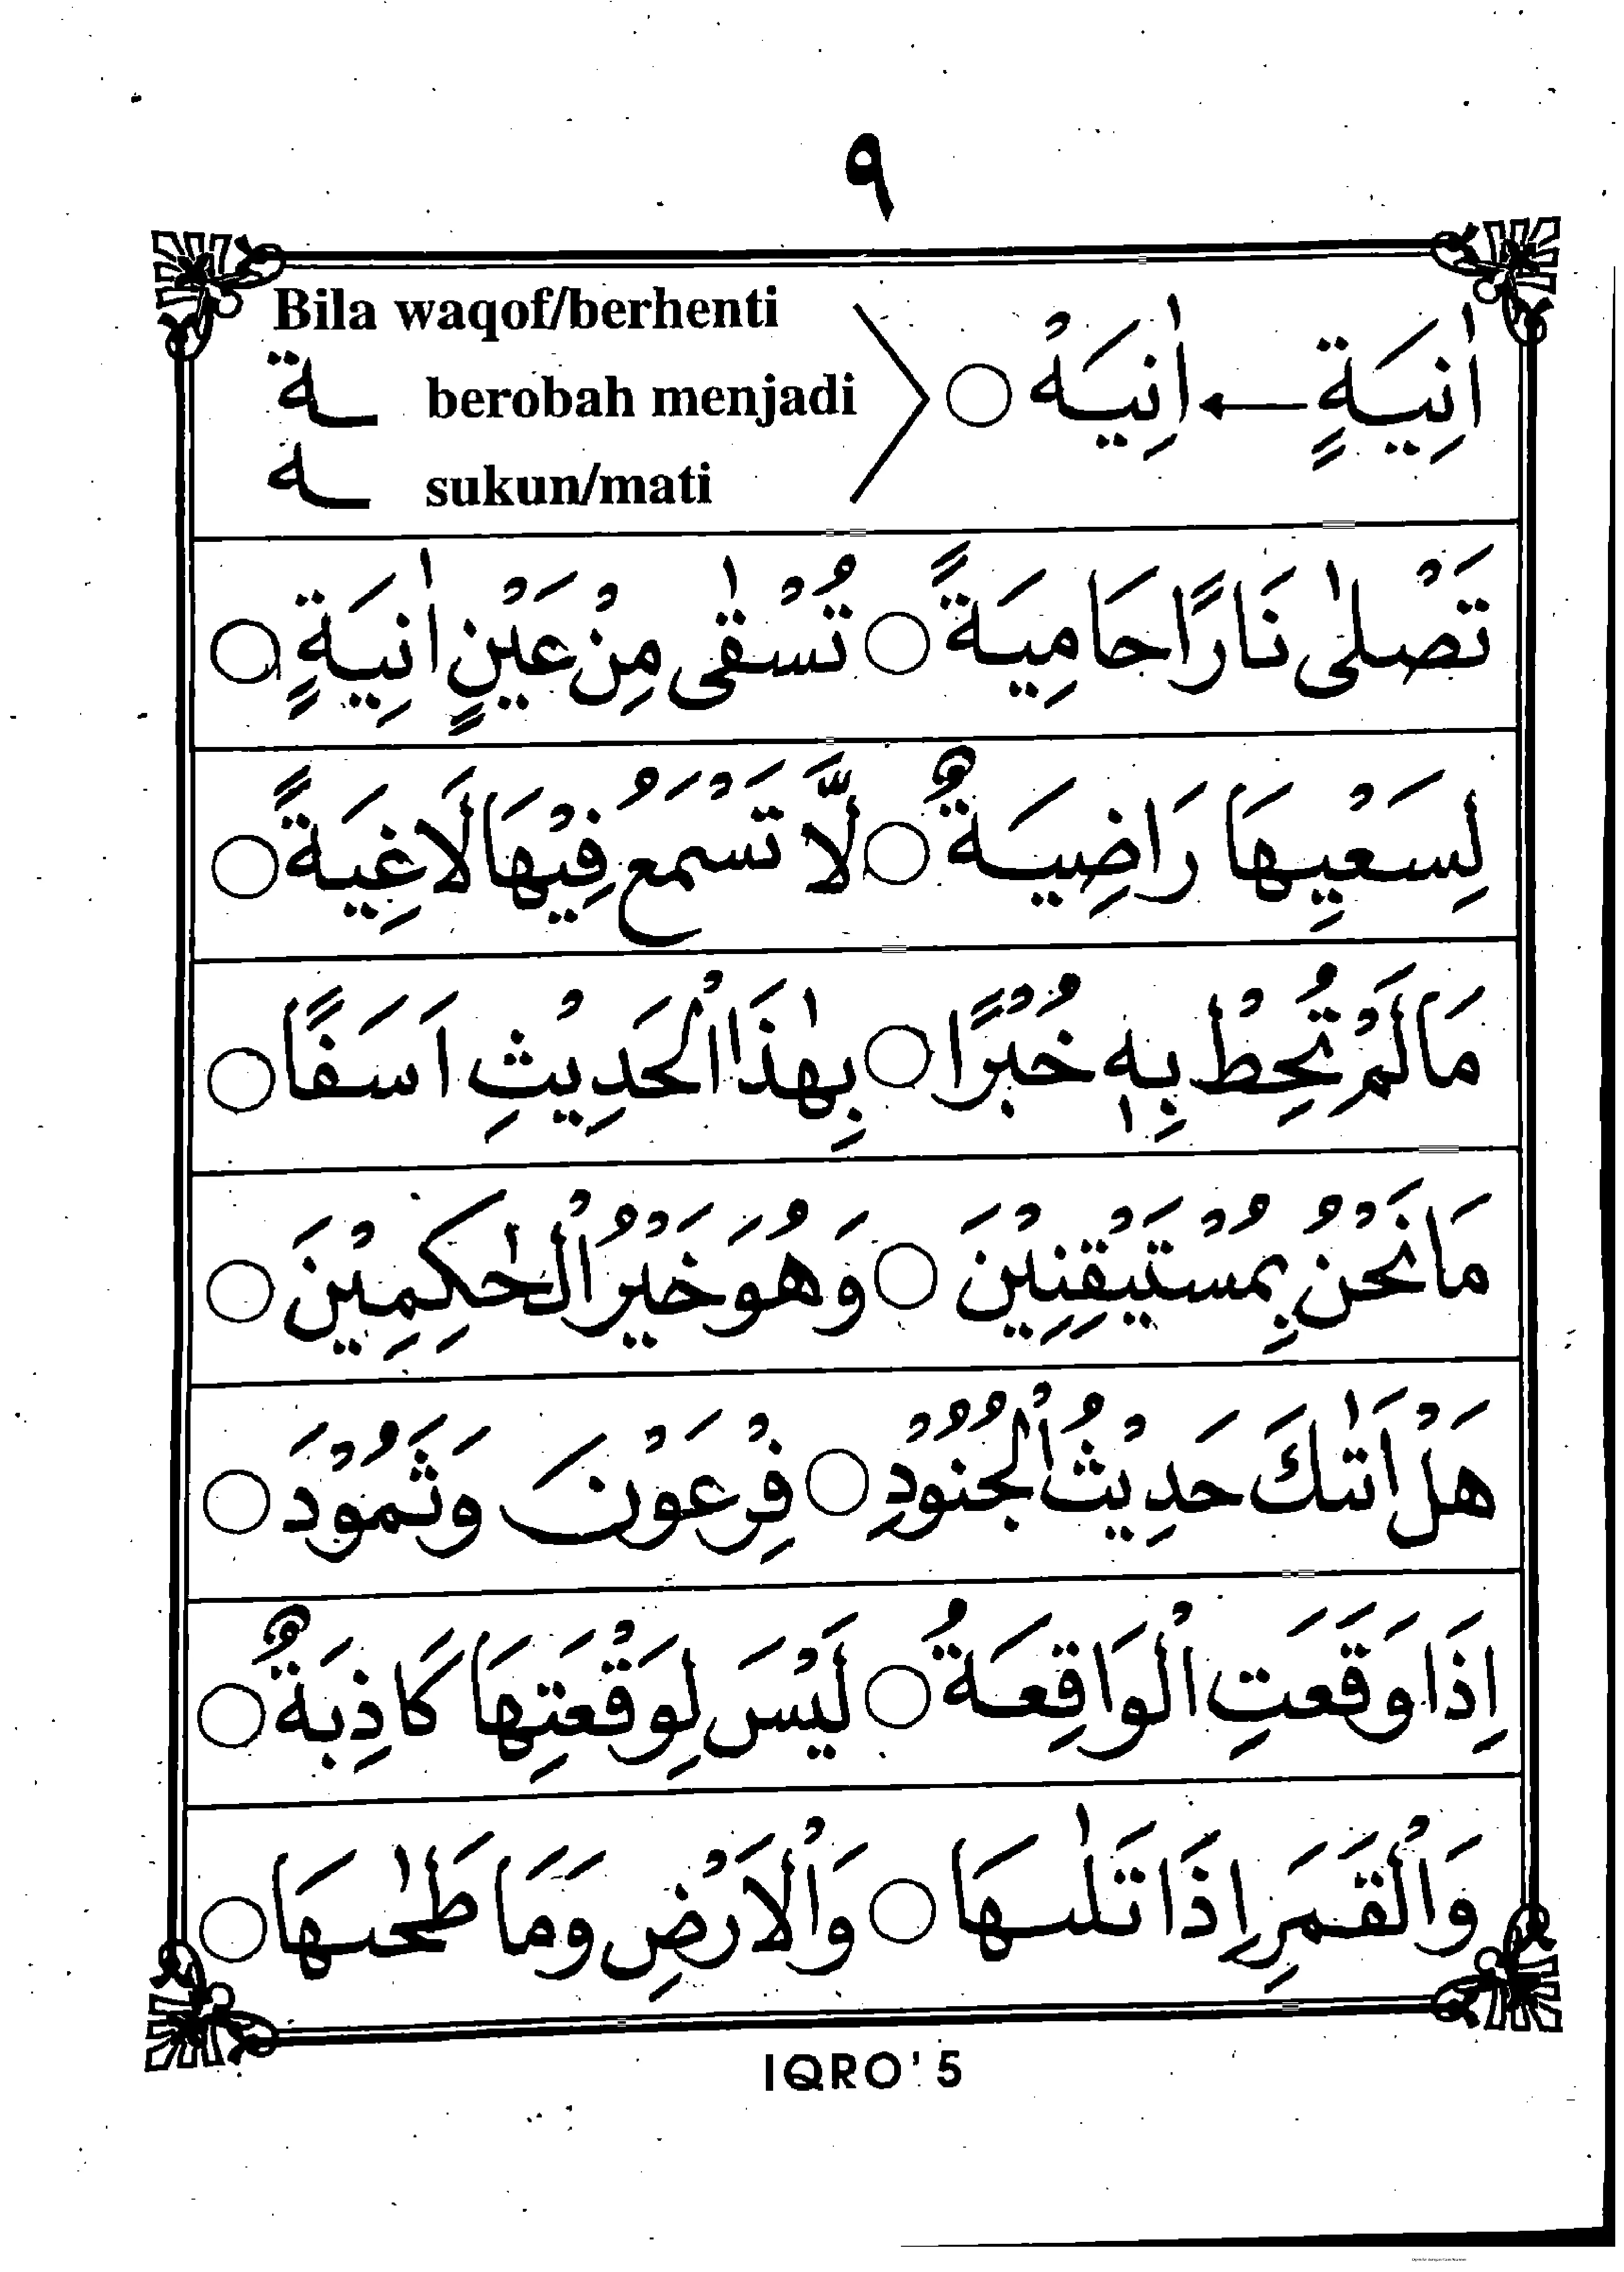 ٩
Bila waqof/berhenti
اٰنِيَةٍ ← اٰنِيَهْ ○
ـة berobah menjadi
ـه sukun/mati
تَصْلٰى نَارًا حَامِيَةً ○ تُسْقٰى مِنْ عَيْنٍ اٰنِيَةٍ ○
لِسَعْيِهَا رَاضِيَةٌ ○ لَّا تَسْمَعُ فِيْهَا لَاغِيَةً ○
مَا لَمْ تُحِطْ بِهٖ خُبْرًا ○ بِهٰذَا الْحَدِيْثِ اَسَفًا ○
مَا نَحْنُ بِمُسْتَيْقِنِيْنَ ○ وَهُوَ خَيْرُ الْحٰكِمِيْنَ ○
هَلْ اَتٰىكَ حَدِيْثُ الْجُنُوْدِ ○ فِرْعَوْنَ وَثَمُوْدَ ○
اِذَا وَقَعَتِ الْوَاقِعَةُ ○ لَيْسَ لِوَقْعَتِهَا كَاذِبَةٌ ○
وَالْقَمَرِ اِذَا تَلٰىهَا ○ وَالْاَرْضِ وَمَا طَحٰىهَا ○
IQRO' 5